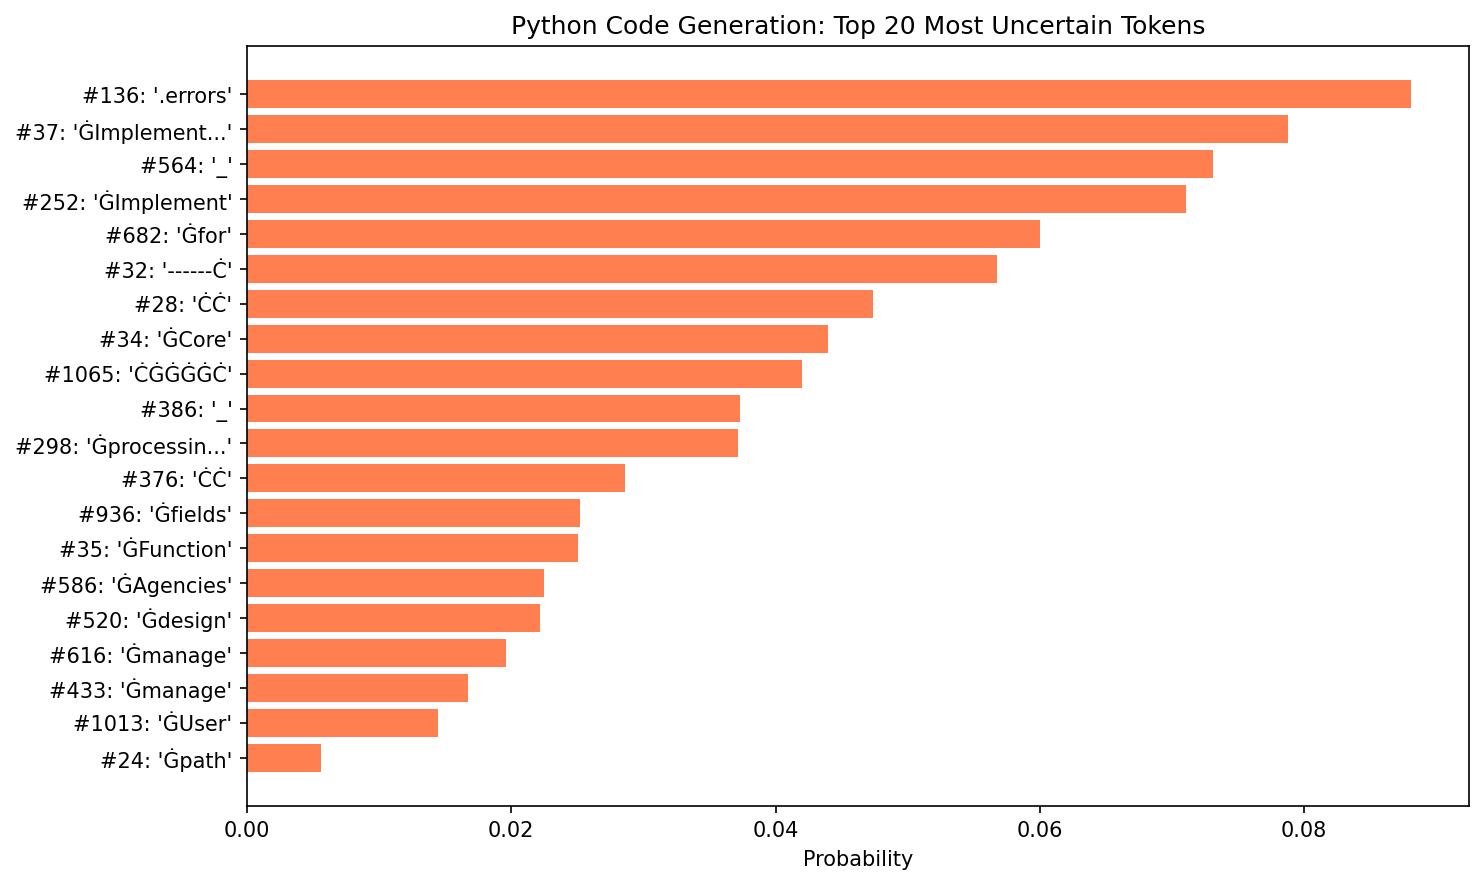 Python Code Generation: Top 20 Most Uncertain Tokens
#136: '.errors'
#37: 'ĠImplement...'
#564: '_'
#252: 'ĠImplement'
#682: 'Ġfor'
#32: '------Ċ'
#28: 'ĊĊ'
#34: 'ĠCore'
#1065: 'ĊĠĠĠĠĊ'
#386: '_'
#298: 'Ġprocessin...'
#376: 'ĊĊ'
#936: 'Ġfields'
#35: 'ĠFunction'
#586: 'ĠAgencies'
#520: 'Ġdesign'
#616: 'Ġmanage'
#433: 'Ġmanage'
#1013: 'ĠUser'
#24: 'Ġpath'
0.00 0.02 0.04 0.06 0.08
Probability